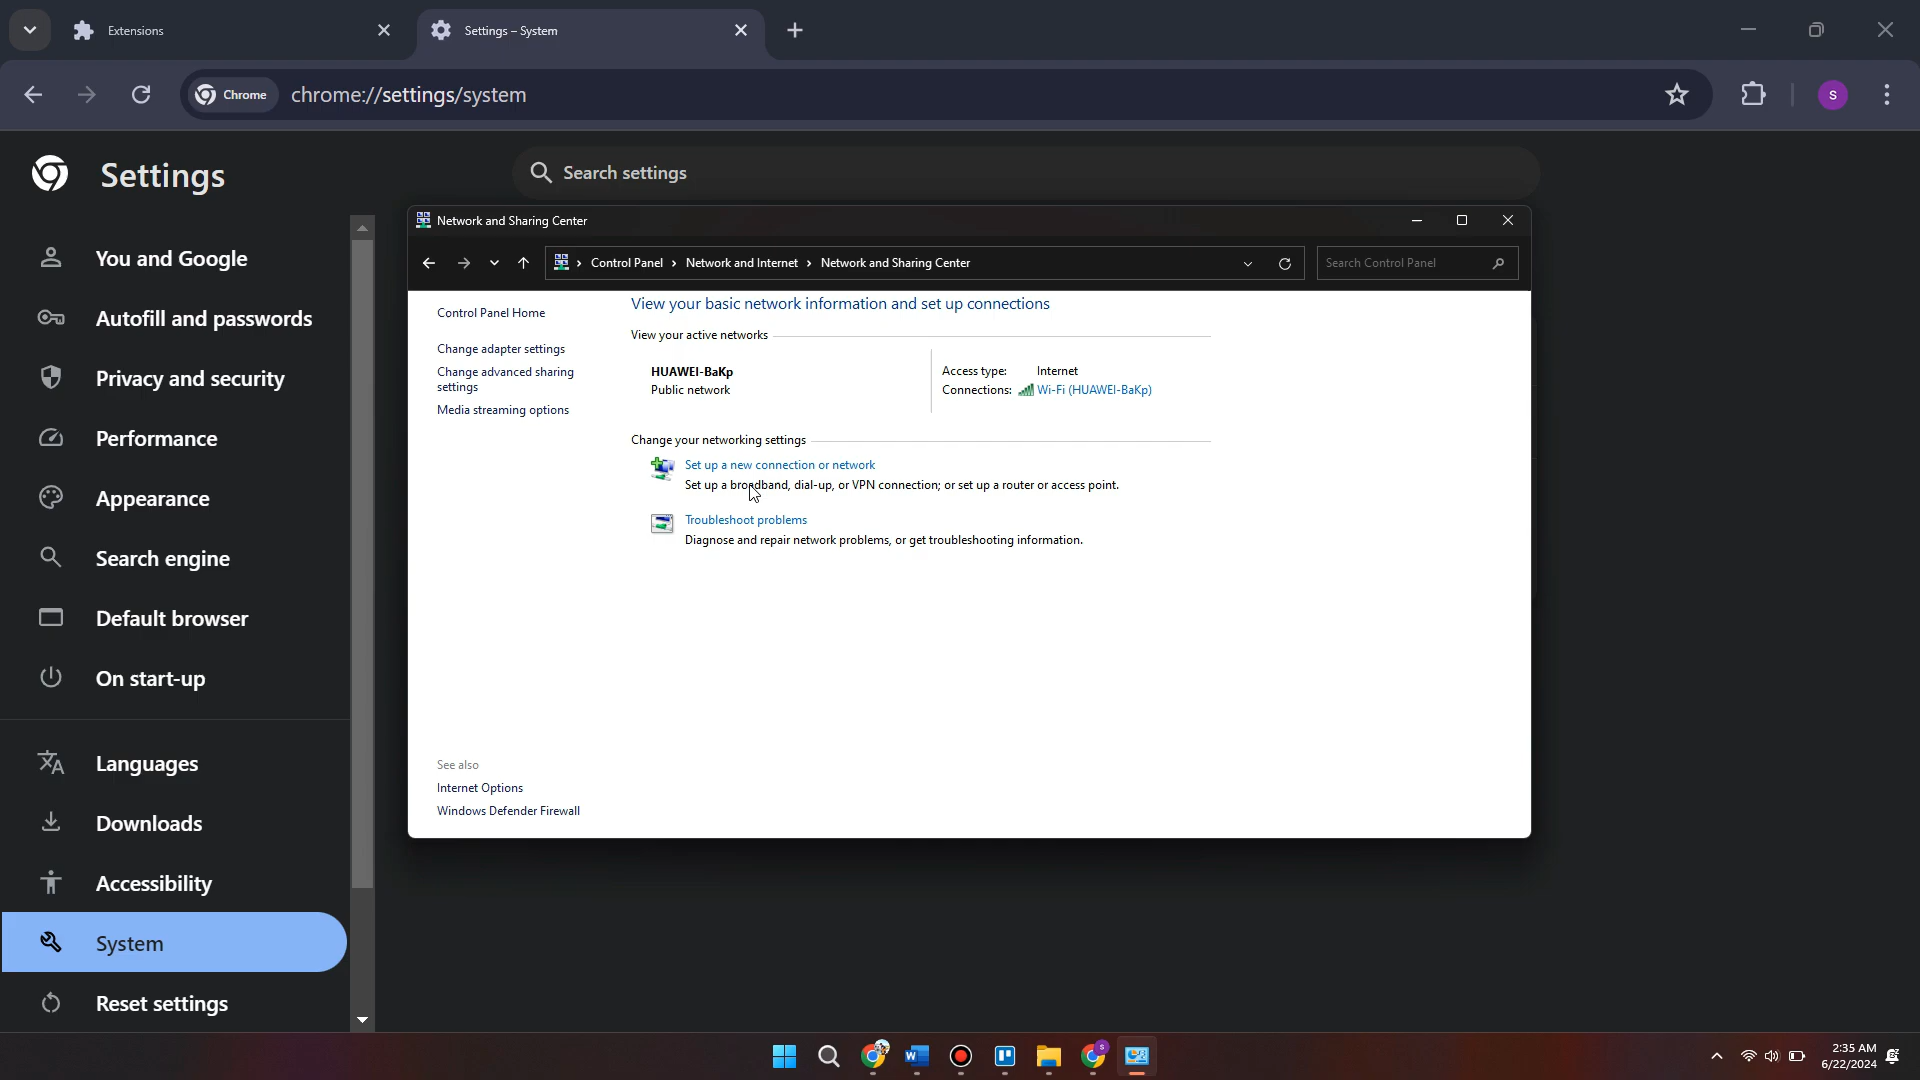 Extensions
Settings – System
Chrome
chrome://settings/system
S
Settings
Search settings
You and Google
Autofill and passwords
Privacy and security
Performance
Appearance
Search engine
Default browser
On start-up
Languages
Downloads
Accessibility
System
Reset settings
Network and Sharing Center
Control Panel › Network and Internet › Network and Sharing Center
Search Control Panel
Control Panel Home
Change adapter settings
Change advanced sharing
settings
Media streaming options
See also
Internet Options
Windows Defender Firewall
View your basic network information and set up connections
View your active networks
HUAWEI-BaKp
Public network
Access type: Internet
Connections: Wi-Fi (HUAWEI-BaKp)
Change your networking settings
Set up a new connection or network
Set up a broadband, dial-up, or VPN connection; or set up a router or access point.
Troubleshoot problems
Diagnose and repair network problems, or get troubleshooting information.
2:35 AM
6/22/2024